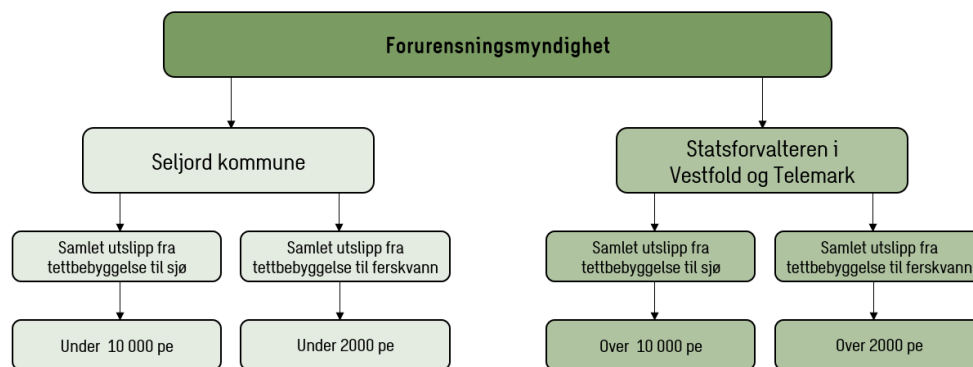 Forurensningsmyndighet
Seljord kommune
Statsforvalteren i
Vestfold og Telemark
Samlet utslipp fra
tettbebyggelse til sjø
Samlet utslipp fra
tettbebyggelse til ferskvann
Samlet utslipp fra
tettbebyggelse til sjø
Samlet utslipp fra
tettbebyggelse til ferskvann
Under 10 000 pe
Under 2000 pe
Over 10 000 pe
Over 2000 pe